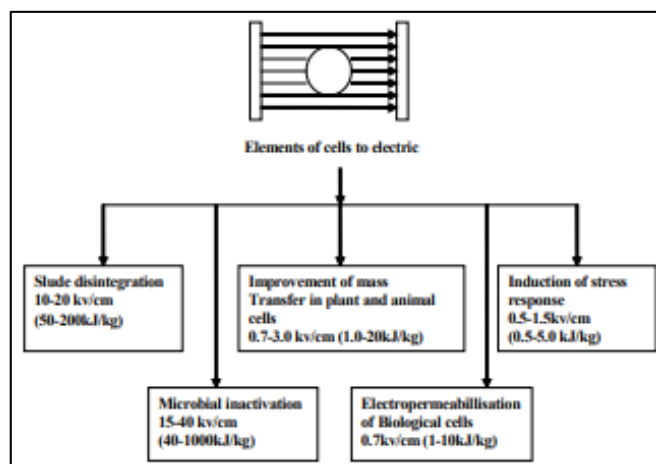 Elements of cells to electric
Slude disintegration
10-20 kv/cm
(50-200kJ/kg)
Improvement of mass
Transfer in plant and animal
cells
0.7-3.0 kv/cm (1.0-20kJ/kg)
Induction of stress
response
0.5-1.5kv/cm
(0.5-5.0 kJ/kg)
Microbial inactivation
15-40 kv/cm
(40-1000kJ/kg)
Electropermeabillisation
of Biological cells
0.7kv/cm (1-10kJ/kg)